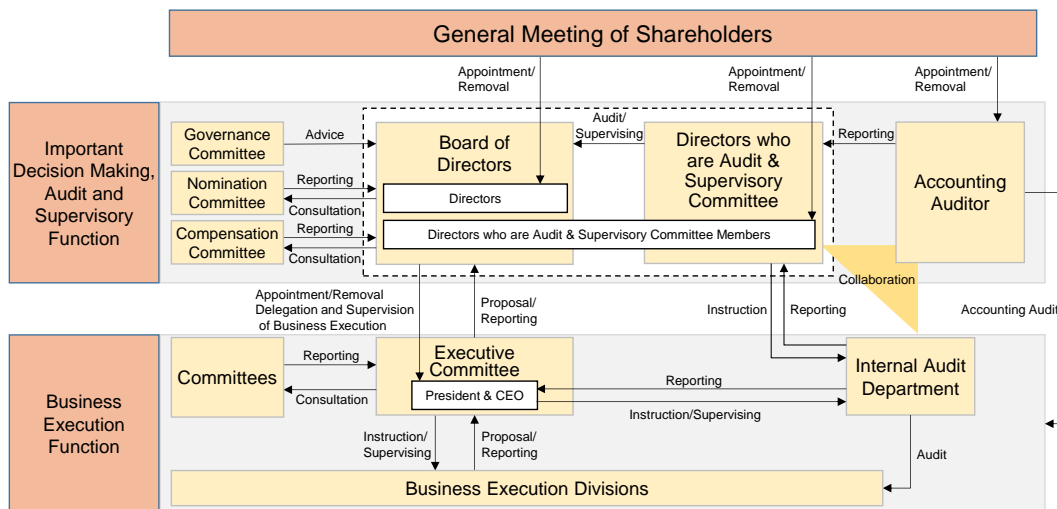 General Meeting of Shareholders
Appointment/
Removal
Appointment/
Removal
Appointment/
Removal
Important
Decision Making,
Audit and
Supervisory
Function
Governance
Committee
Advice
Nomination
Committee
Reporting
Consultation
Compensation
Committee
Reporting
Consultation
Board of
Directors
Directors
Audit/
Supervising
Directors who
are Audit &
Supervisory
Committee
Directors who are Audit & Supervisory Committee Members
Reporting
Accounting
Auditor
Collaboration
Appointment/Removal
Delegation and Supervision
of Business Execution
Proposal/
Reporting
Instruction
Reporting
Accounting Audit
Business
Execution
Function
Committees
Reporting
Consultation
Executive
Committee
President & CEO
Reporting
Instruction/Supervising
Internal Audit
Department
Instruction/
Supervising
Proposal/
Reporting
Audit
Business Execution Divisions